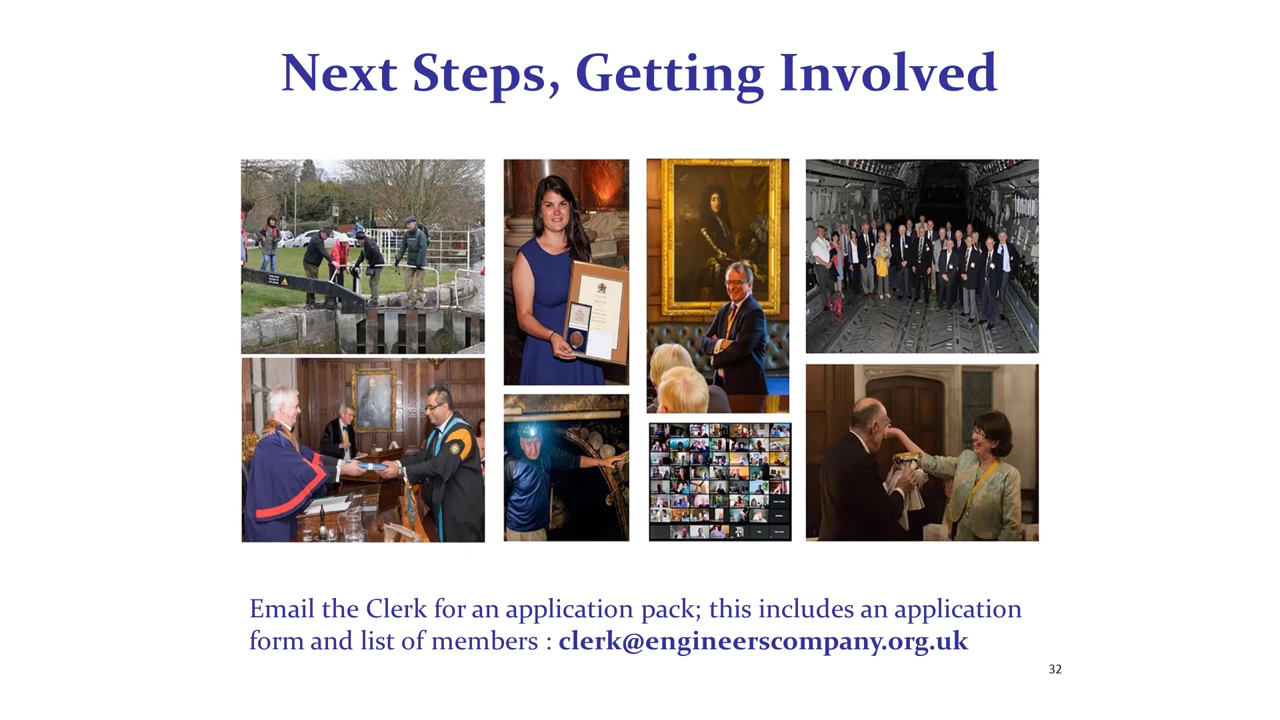 Next Steps, Getting Involved
Email the Clerk for an application pack; this includes an application
form and list of members : clerk@engineerscompany.org.uk
32